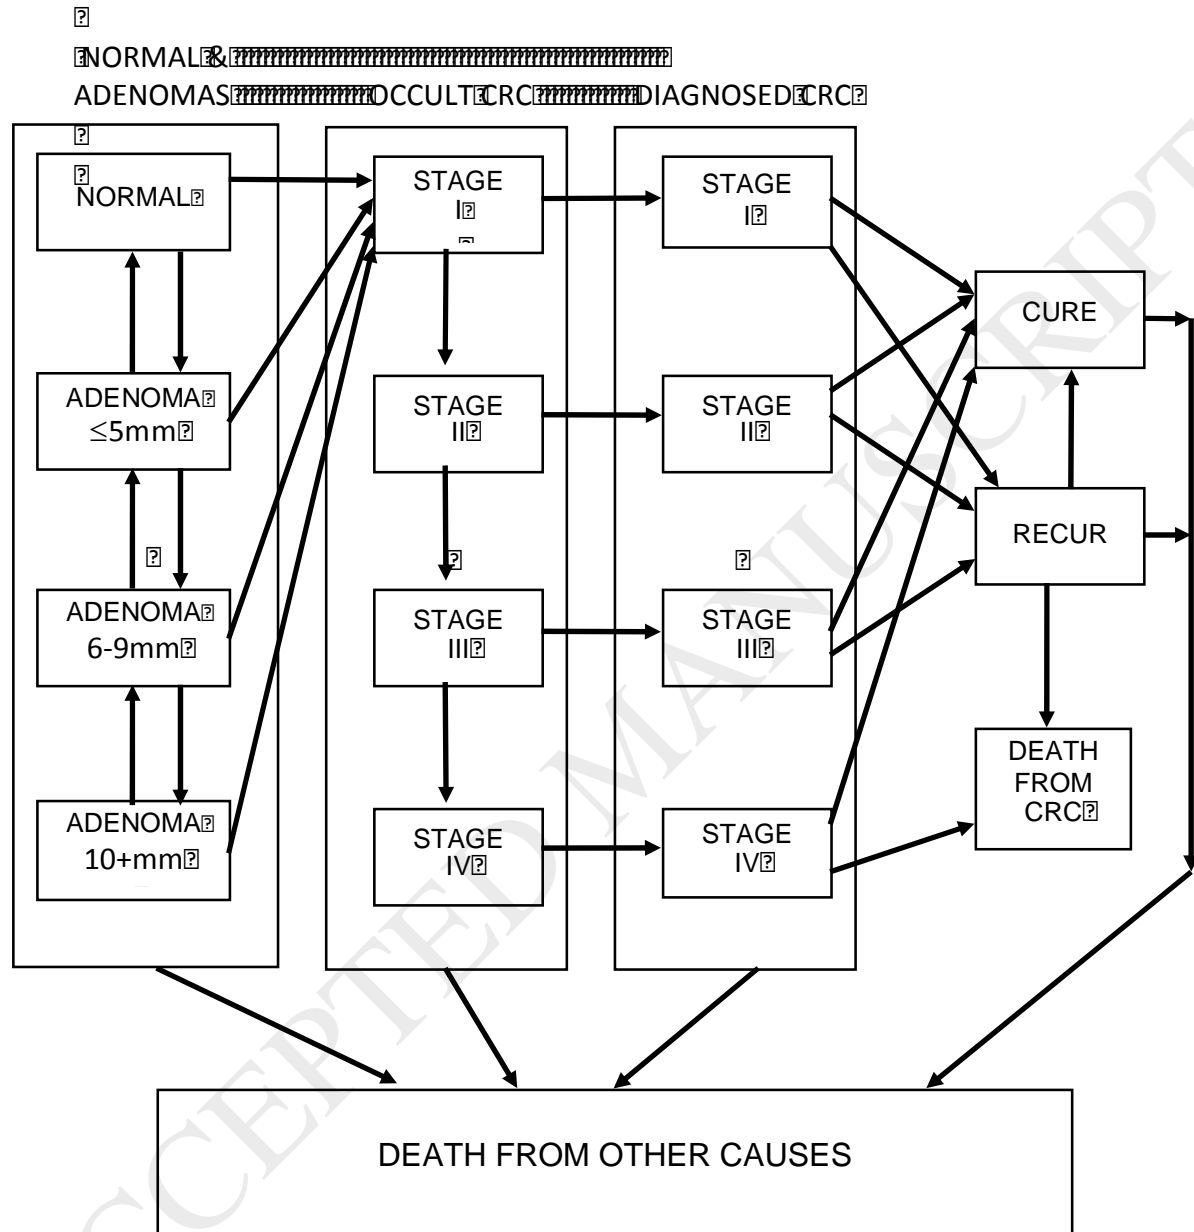 NORMAL &
ADENOMAS OCCULT CRC DIAGNOSED CRC
NORMAL
STAGE
I
STAGE
I
CURE
ADENOMA
≤5mm
STAGE
II
STAGE
II
RECUR
ADENOMA
6-9mm
STAGE
III
STAGE
III
DEATH
FROM
CRC
ADENOMA
10+mm
STAGE
IV
STAGE
IV
DEATH FROM OTHER CAUSES
CCEPTED MANUSCRIPT